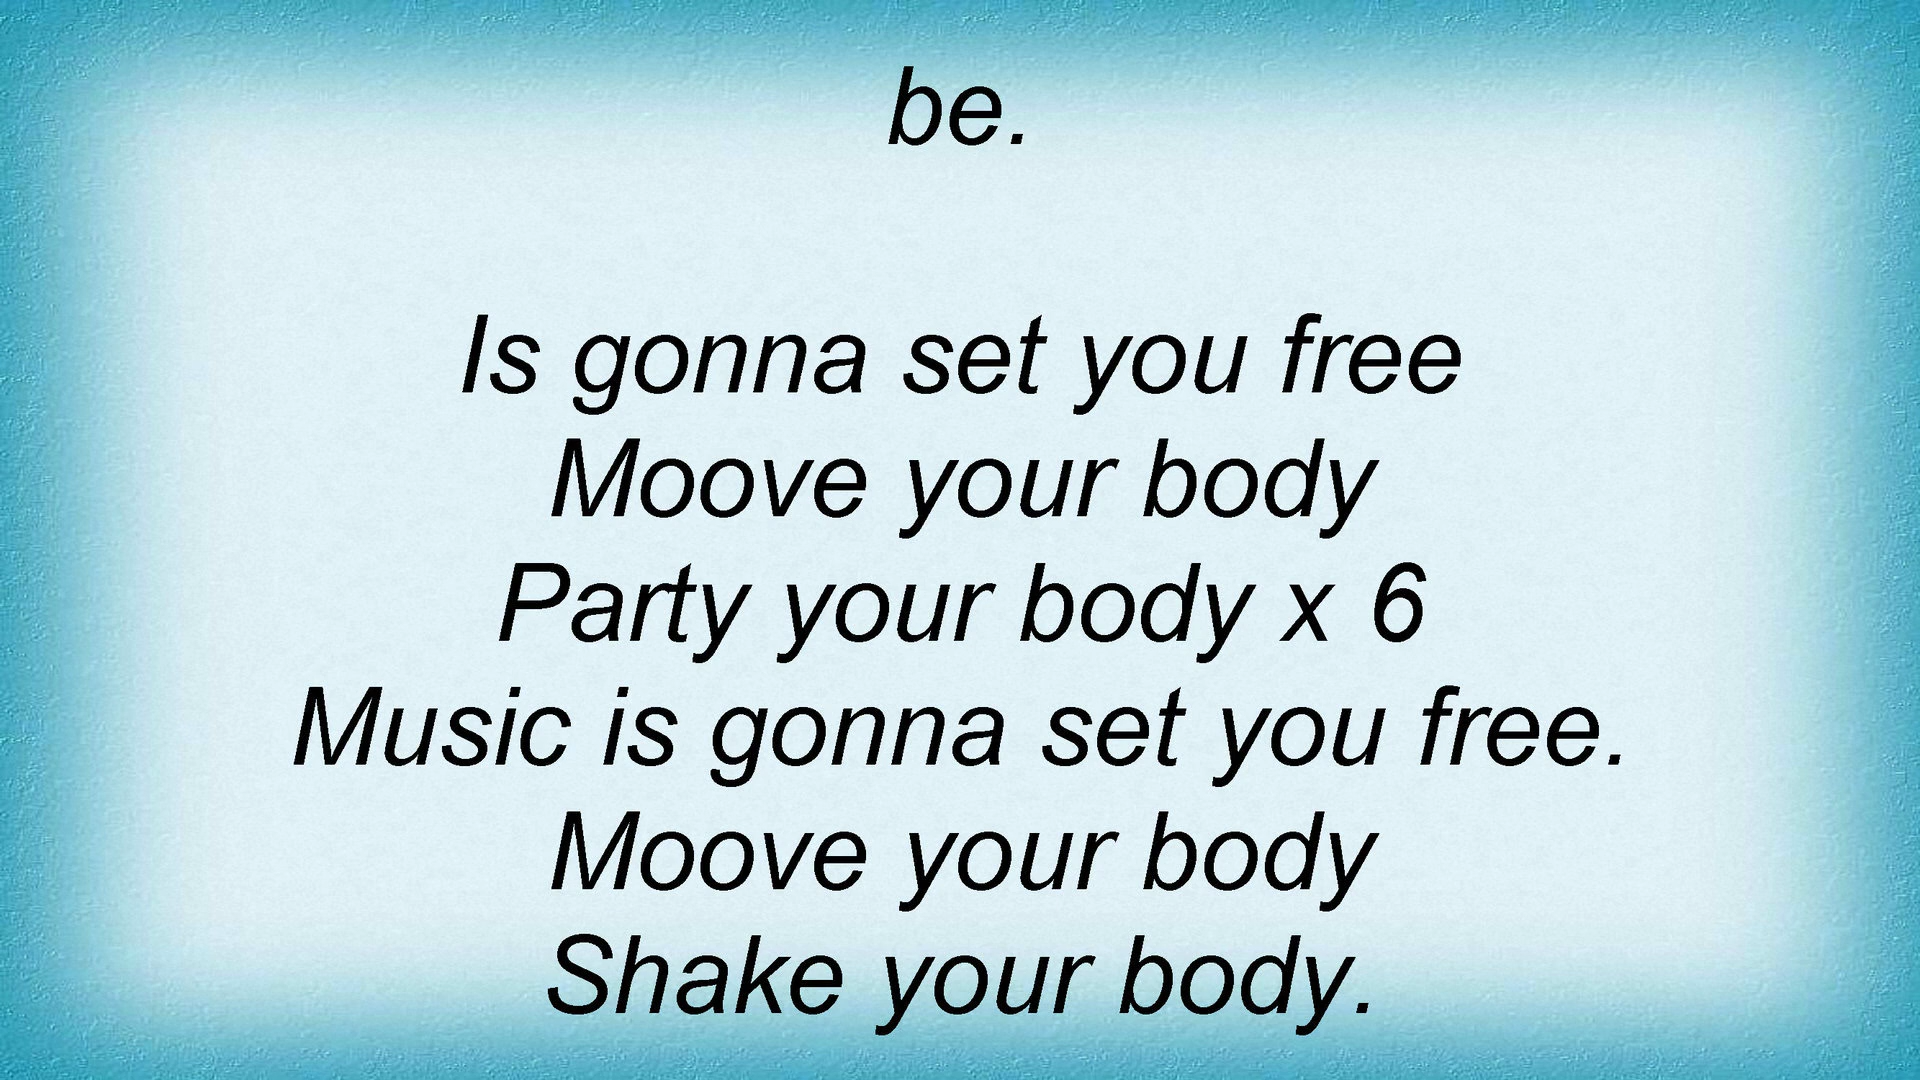 be.
Is gonna set you free
Moove your body
Party your body x 6
Music is gonna set you free.
Moove your body
Shake your body.